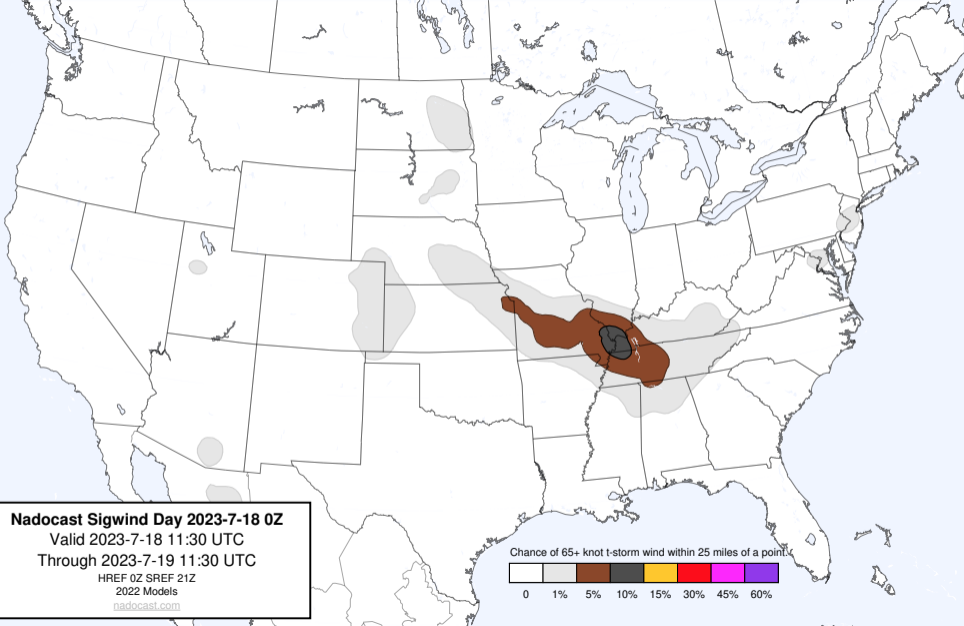 Nadocast Sigwind Day 2023-7-18 0Z
Valid 2023-7-18 11:30 UTC
Through 2023-7-19 11:30 UTC
HREF 0Z SREF 21Z
2022 Models
nadocast.com
Chance of 65+ knot t-storm wind within 25 miles of a point.
0 1% 5% 10% 15% 30% 45% 60%